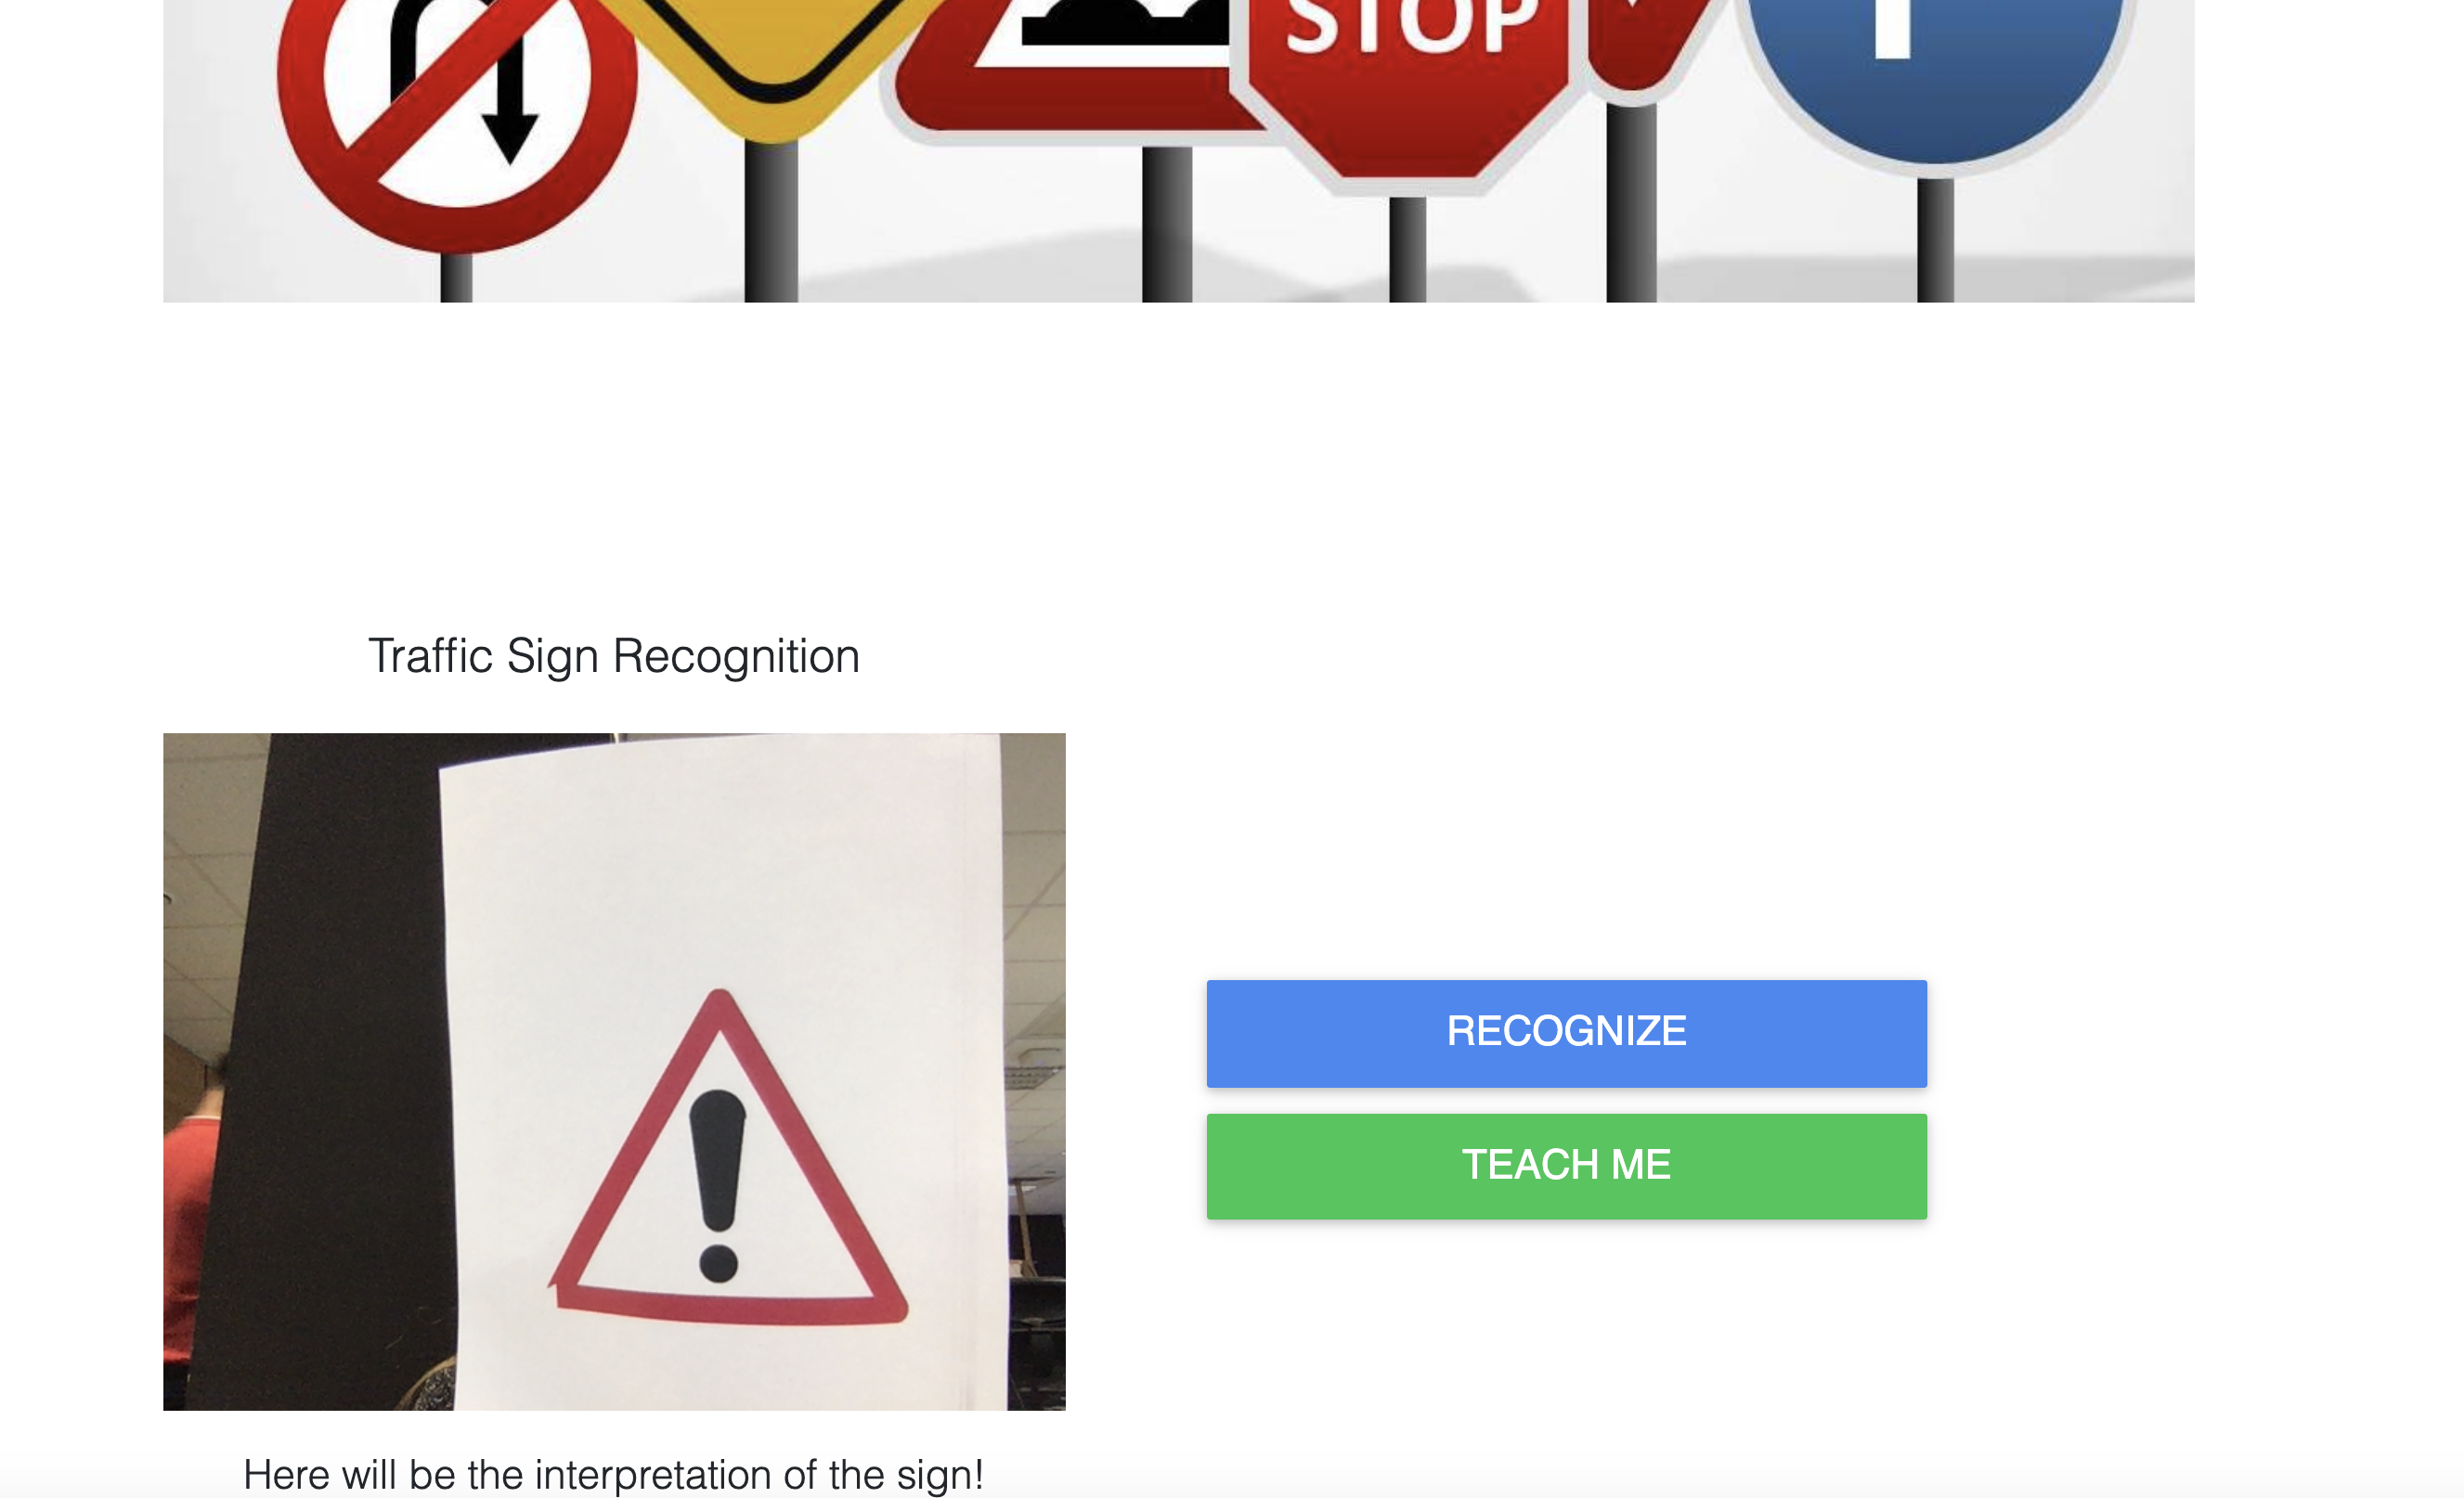 STOP
Traffic Sign Recognition
RECOGNIZE
TEACH ME
Here will be the interpretation of the sign!